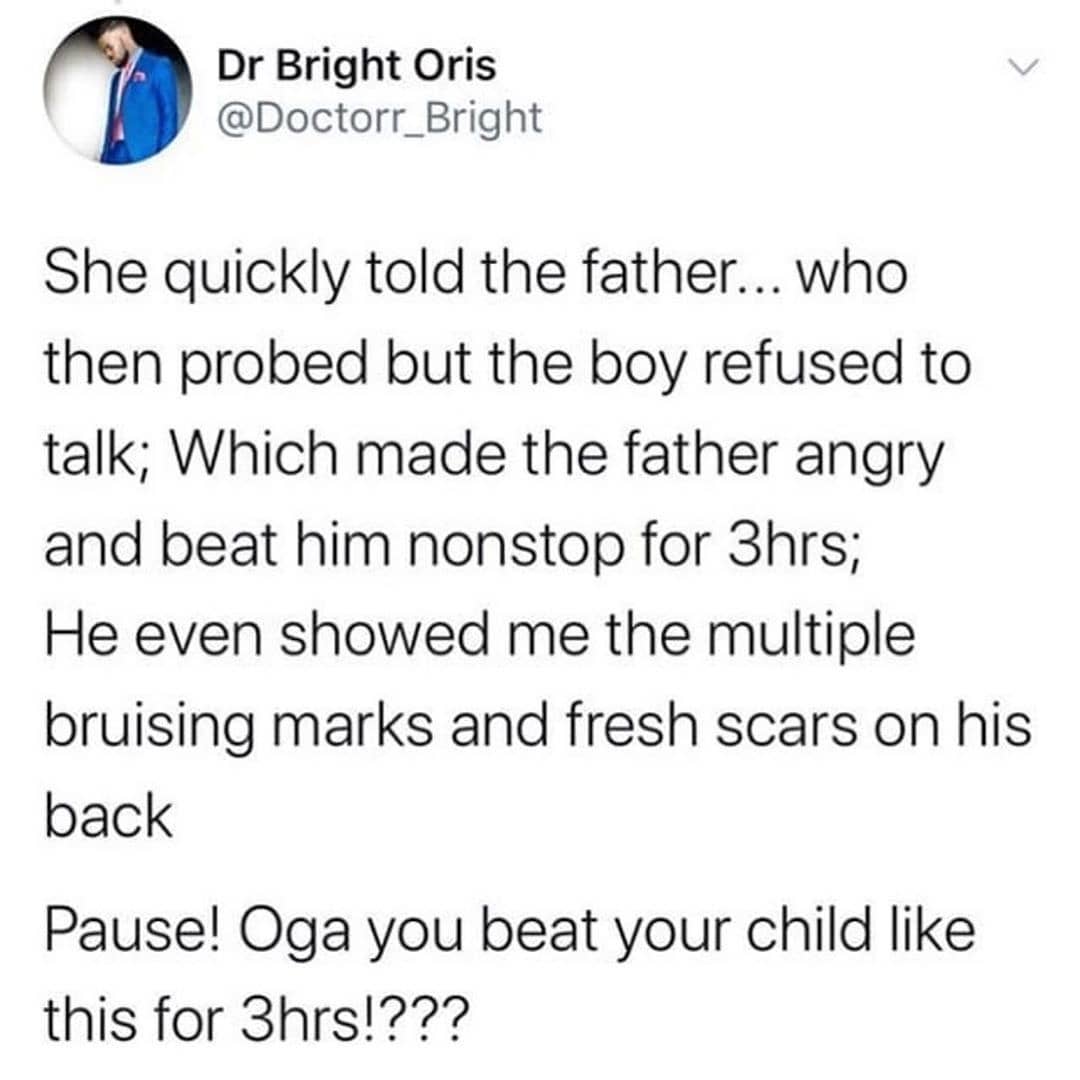 Dr Bright Oris
@Doctorr_Bright
She quickly told the father... who
then probed but the boy refused to
talk; Which made the father angry
and beat him nonstop for 3hrs;
He even showed me the multiple
bruising marks and fresh scars on his
back
Pause! Oga you beat your child like
this for 3hrs!???